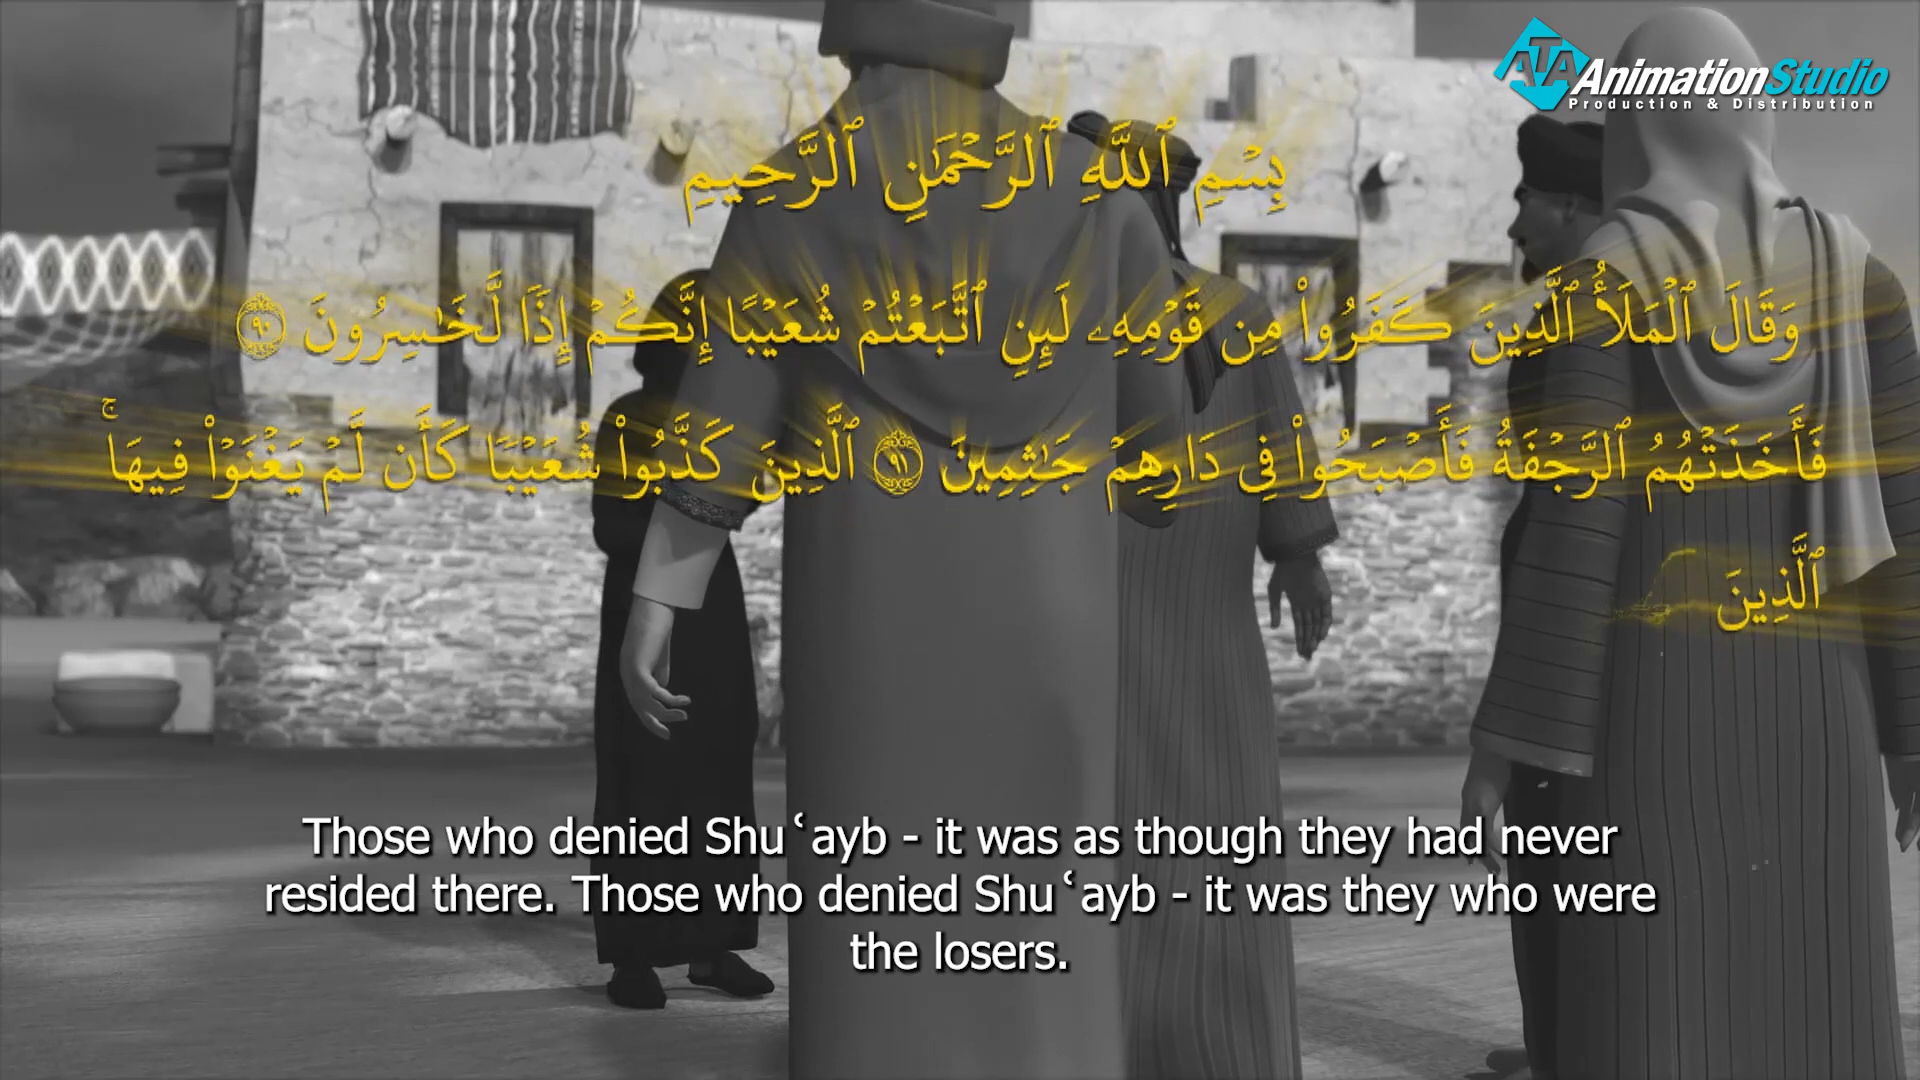 ATA AnimationStudio
Production & Distribution
بِسْمِ ٱللَّهِ ٱلرَّحْمَٰنِ ٱلرَّحِيمِ
وَقَالَ ٱلْمَلَأُ ٱلَّذِينَ كَفَرُوا۟ مِن قَوْمِهِۦ لَئِنِ ٱتَّبَعْتُمْ شُعَيْبًا إِنَّكُمْ إِذًا لَّخَٰسِرُونَ ٩٠
فَأَخَذَتْهُمُ ٱلرَّجْفَةُ فَأَصْبَحُوا۟ فِى دَارِهِمْ جَٰثِمِينَ ٩١ ٱلَّذِينَ كَذَّبُوا۟ شُعَيْبًا كَأَن لَّمْ يَغْنَوْا۟ فِيهَا ۚ
ٱلَّذِينَ
Those who denied Shuʿayb - it was as though they had never
resided there. Those who denied Shuʿayb - it was they who were
the losers.